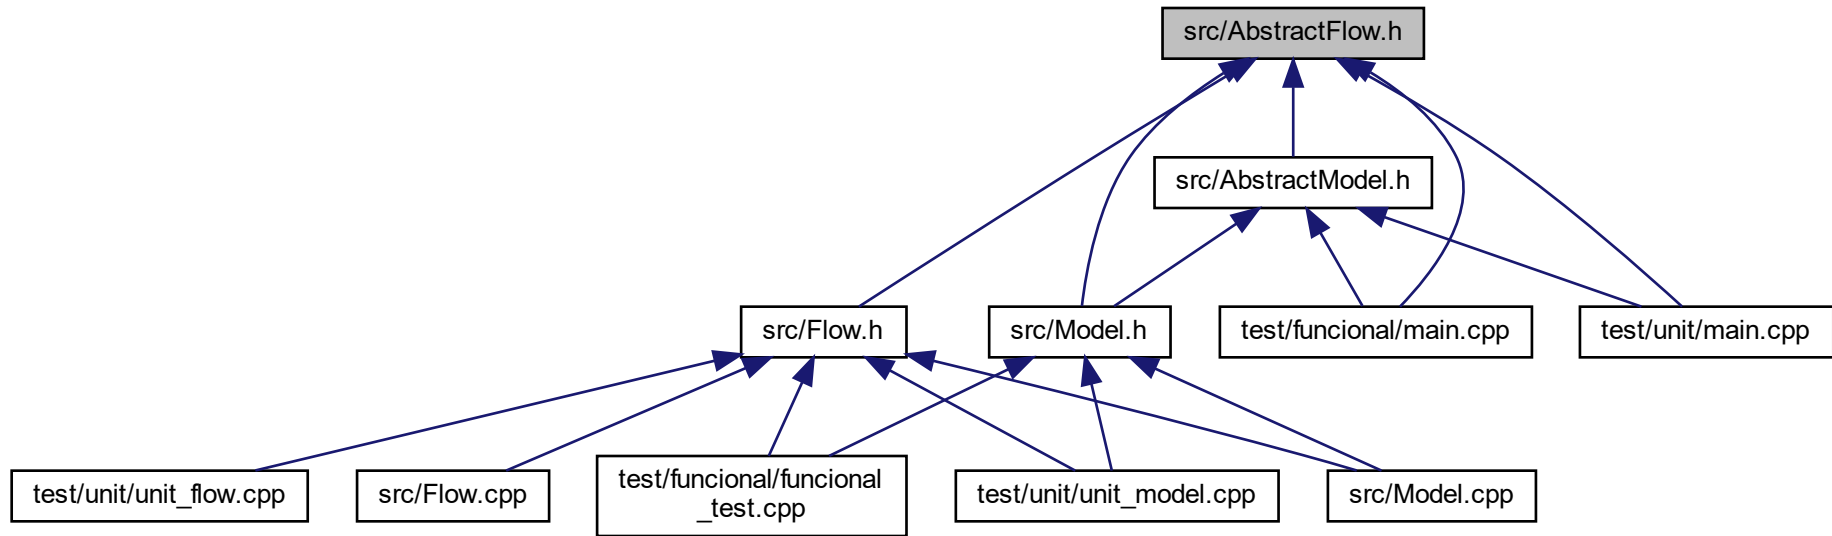 src/AbstractFlow.h
src/AbstractModel.h
src/Flow.h
src/Model.h
test/funcional/main.cpp
test/unit/main.cpp
test/unit/unit_flow.cpp
src/Flow.cpp
test/funcional/funcional
_test.cpp
test/unit/unit_model.cpp
src/Model.cpp